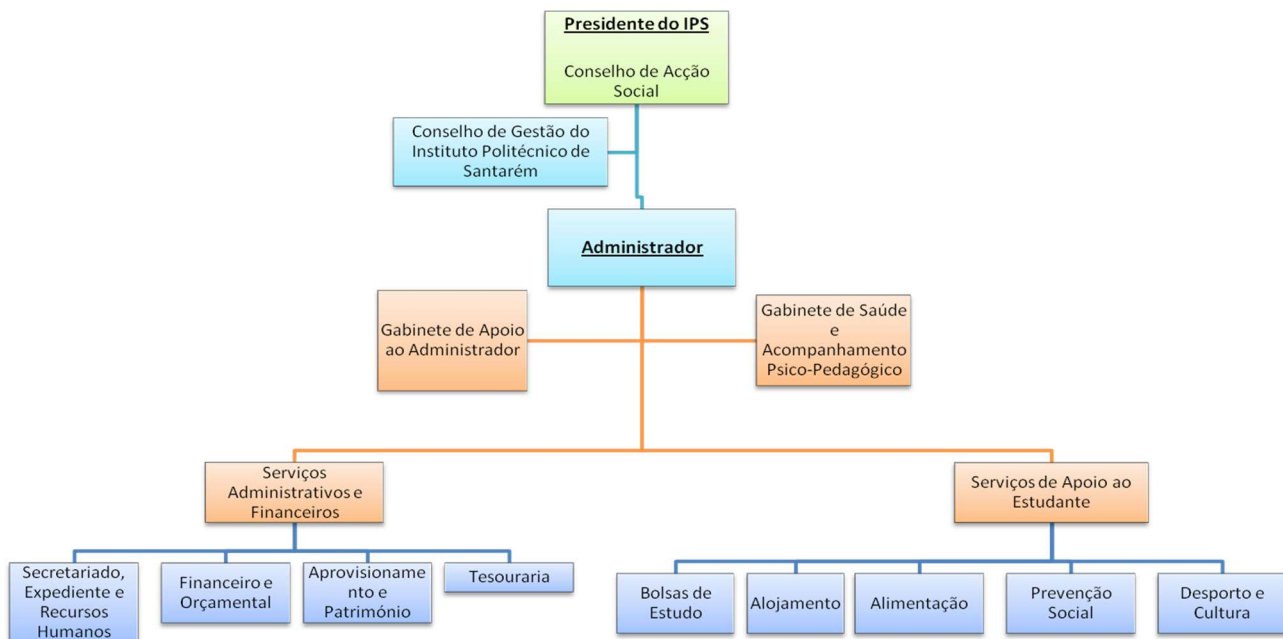 Presidente do IPS
Conselho de Acção
Social
Conselho de Gestão do
Instituto Politécnico de
Santarém
Administrador
Gabinete de Apoio
ao Administrador
Gabinete de Saúde
e
Acompanhamento
Psico-Pedagógico
Serviços
Administrativos e
Financeiros
Serviços de Apoio ao
Estudante
Secretariado,
Expediente e
Recursos
Humanos
Financeiro e
Orçamental
Aprovisioname
nto e
Património
Tesouraria
Bolsas de
Estudo
Alojamento
Alimentação
Prevenção
Social
Desporto e
Cultura